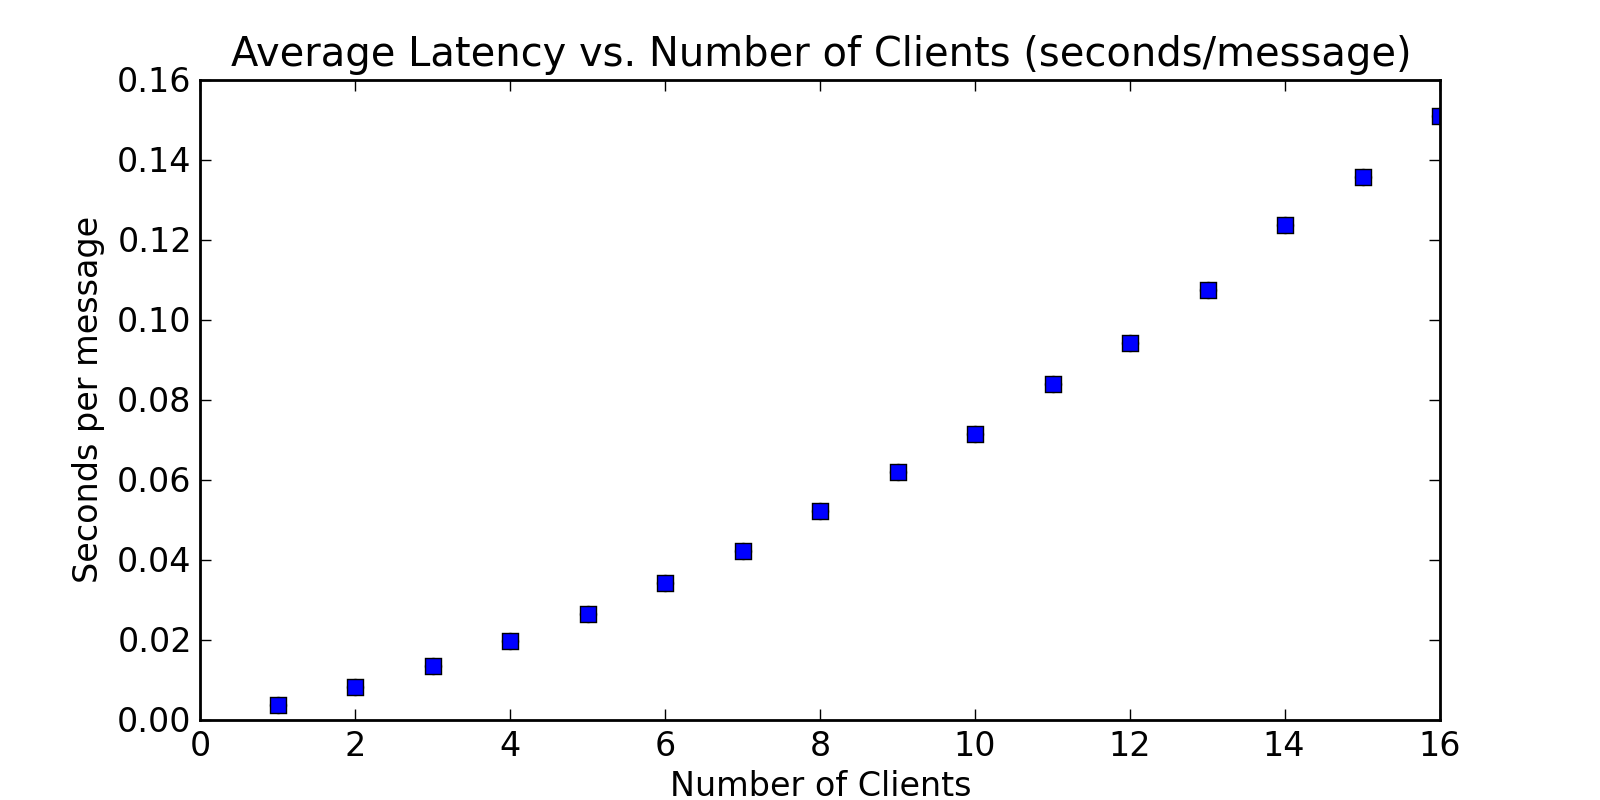 Average Latency vs. Number of Clients (seconds/message)
0.16
0.14
0.12
0.10
0.08
0.06
0.04
0.02
0.00
Seconds per message
0 2 4 6 8 10 12 14 16
Number of Clients